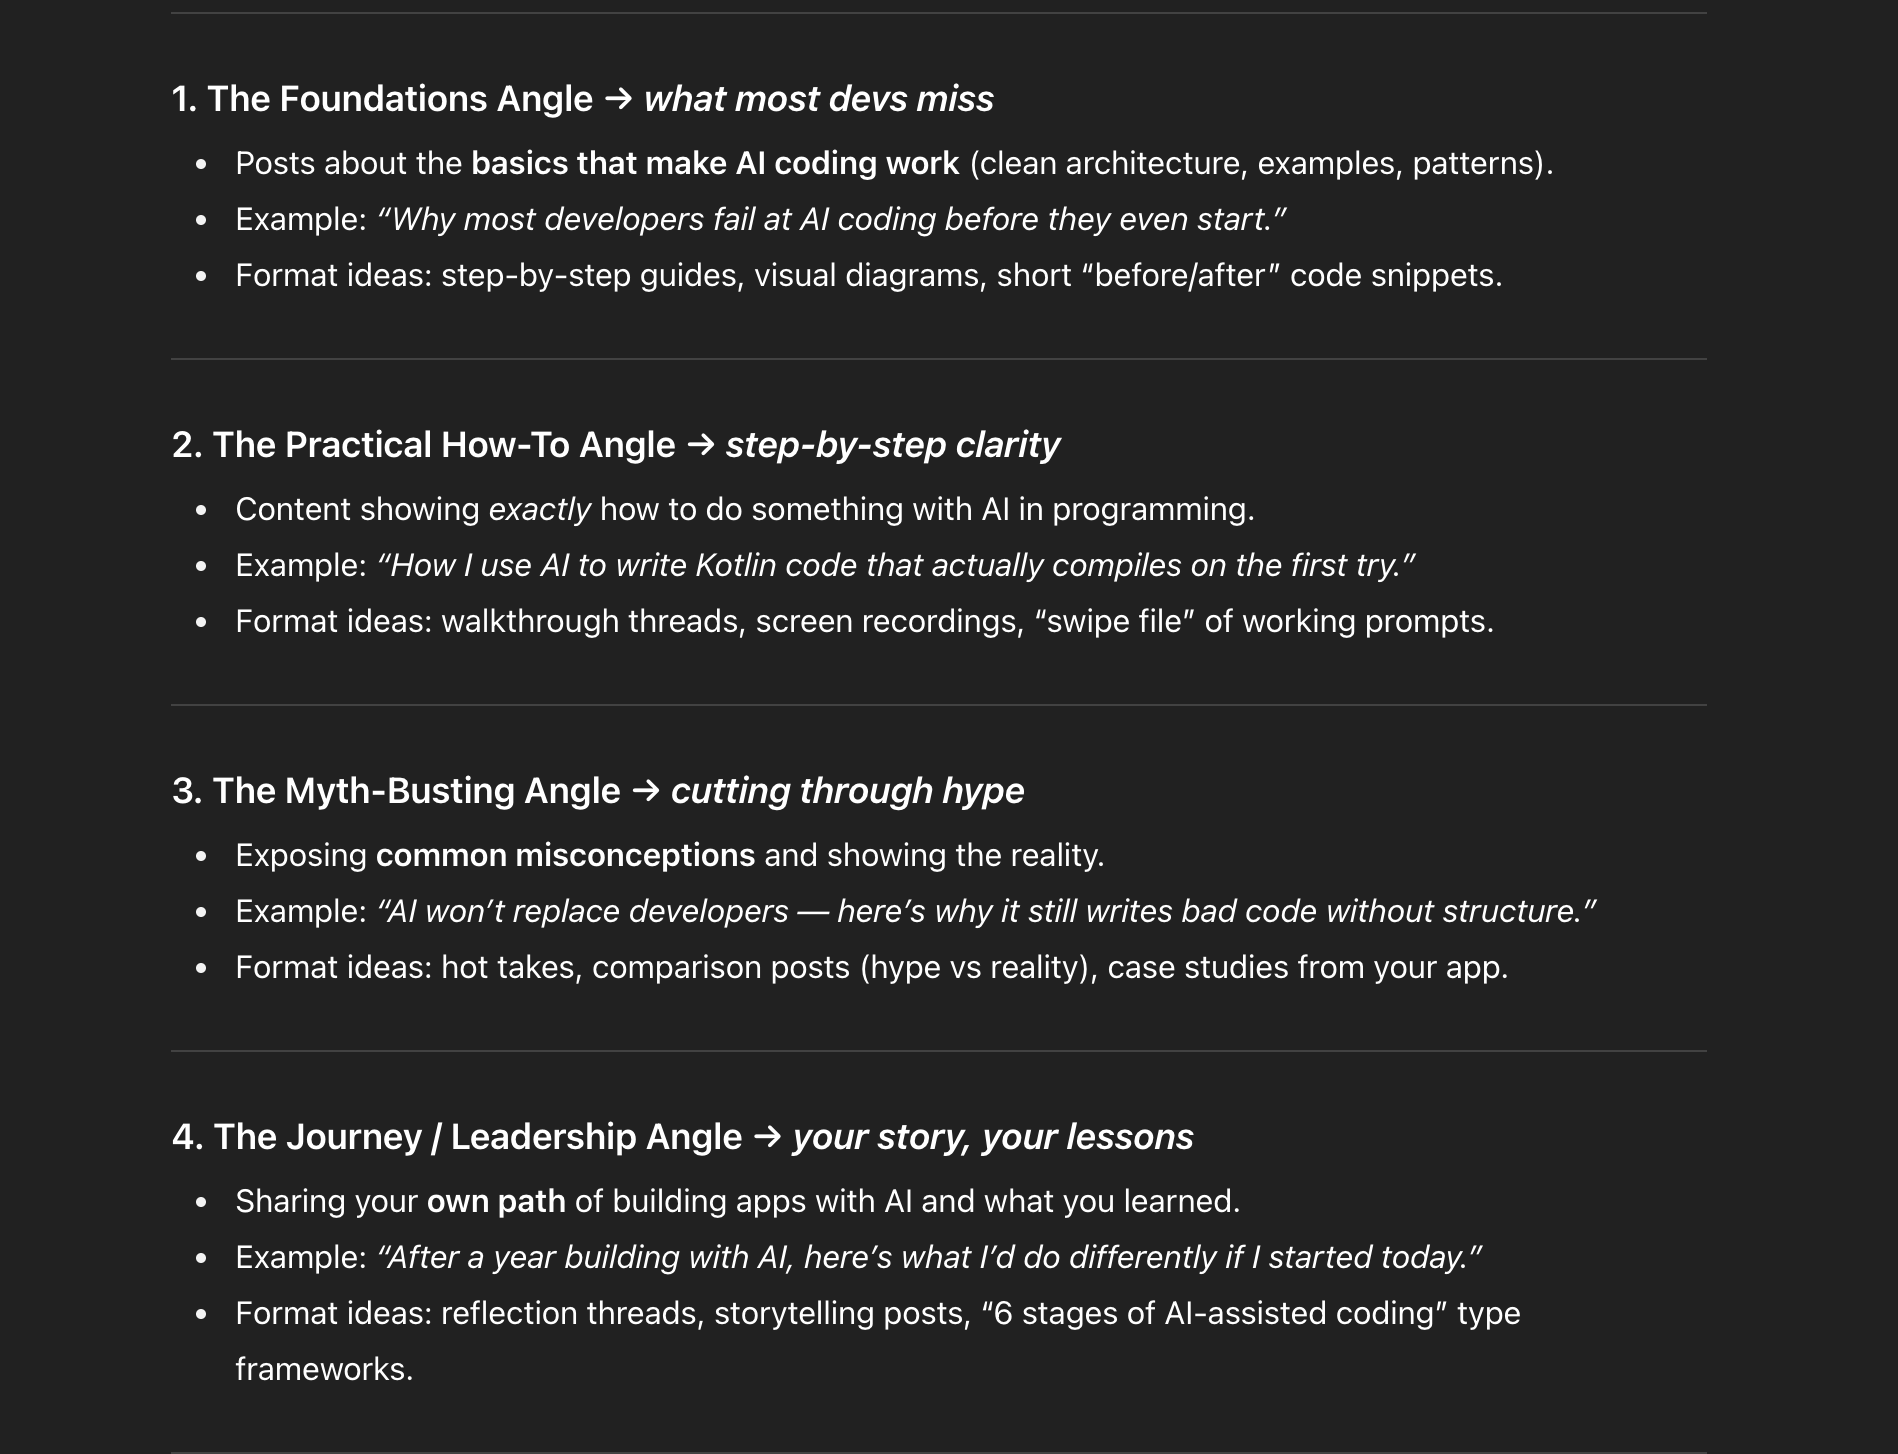 1. The Foundations Angle → what most devs miss
• Posts about the basics that make AI coding work (clean architecture, examples, patterns).
• Example: “Why most developers fail at AI coding before they even start.”
• Format ideas: step-by-step guides, visual diagrams, short “before/after” code snippets.
2. The Practical How-To Angle → step-by-step clarity
• Content showing exactly how to do something with AI in programming.
• Example: “How I use AI to write Kotlin code that actually compiles on the first try.”
• Format ideas: walkthrough threads, screen recordings, “swipe file” of working prompts.
3. The Myth-Busting Angle → cutting through hype
• Exposing common misconceptions and showing the reality.
• Example: “AI won’t replace developers — here’s why it still writes bad code without structure.”
• Format ideas: hot takes, comparison posts (hype vs reality), case studies from your app.
4. The Journey / Leadership Angle → your story, your lessons
• Sharing your own path of building apps with AI and what you learned.
• Example: “After a year building with AI, here’s what I’d do differently if I started today.”
• Format ideas: reflection threads, storytelling posts, “6 stages of AI-assisted coding” type
frameworks.